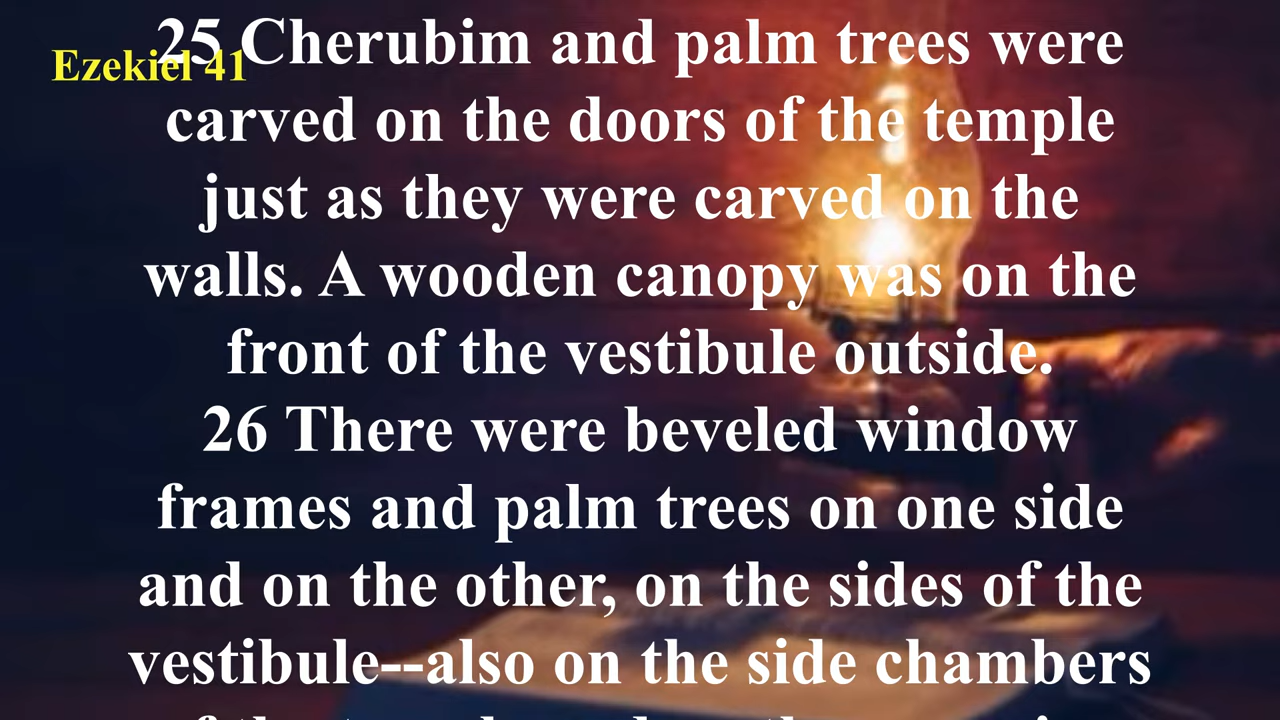 Ezekiel 41
25 Cherubim and palm trees were
carved on the doors of the temple
just as they were carved on the
walls. A wooden canopy was on the
front of the vestibule outside.
26 There were beveled window
frames and palm trees on one side
and on the other, on the sides of the
vestibule--also on the side chambers